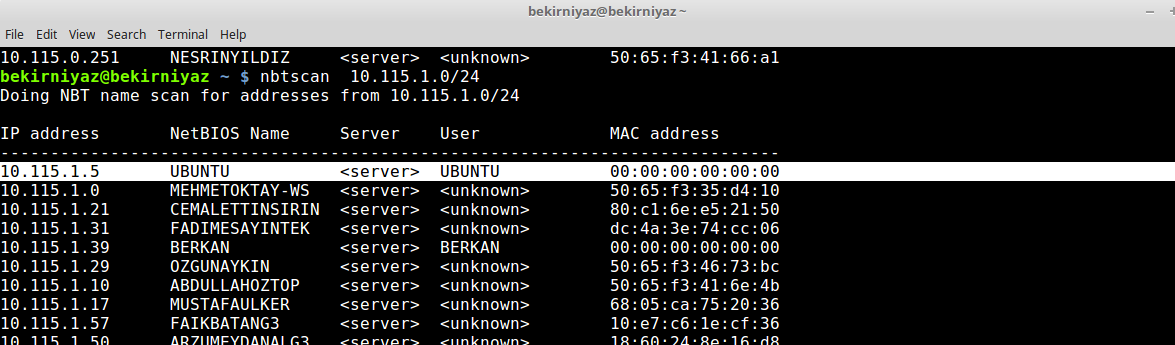 bekirniyaz@bekirniyaz ~
File Edit View Search Terminal Help
10.115.0.251 NESRINYILDIZ <server> <unknown> 50:65:f3:41:66:a1
bekirniyaz@bekirniyaz ~ $ nbtscan 10.115.1.0/24
Doing NBT name scan for addresses from 10.115.1.0/24
IP address NetBIOS Name Server User MAC address
------------------------------------------------------------------------------
10.115.1.5 UBUNTU <server> UBUNTU 00:00:00:00:00:00
10.115.1.0 MEHMETOKTAY-WS <server> <unknown> 50:65:f3:35:d4:10
10.115.1.21 CEMALETTINSIRIN <server> <unknown> 80:c1:6e:e5:21:50
10.115.1.31 FADIMESAYINTEK <server> <unknown> dc:4a:3e:74:cc:06
10.115.1.39 BERKAN <server> BERKAN 00:00:00:00:00:00
10.115.1.29 OZGUNAYKIN <server> <unknown> 50:65:f3:46:73:bc
10.115.1.10 ABDULLAHOZTOP <server> <unknown> 50:65:f3:41:6e:4b
10.115.1.17 MUSTAFAULKER <server> <unknown> 68:05:ca:75:20:36
10.115.1.57 FAIKBATANG3 <server> <unknown> 10:e7:c6:1e:cf:36
10.115.1.50 ARZUMEYDANALG3 <server> <unknown> 18:60:24:8e:16:d8